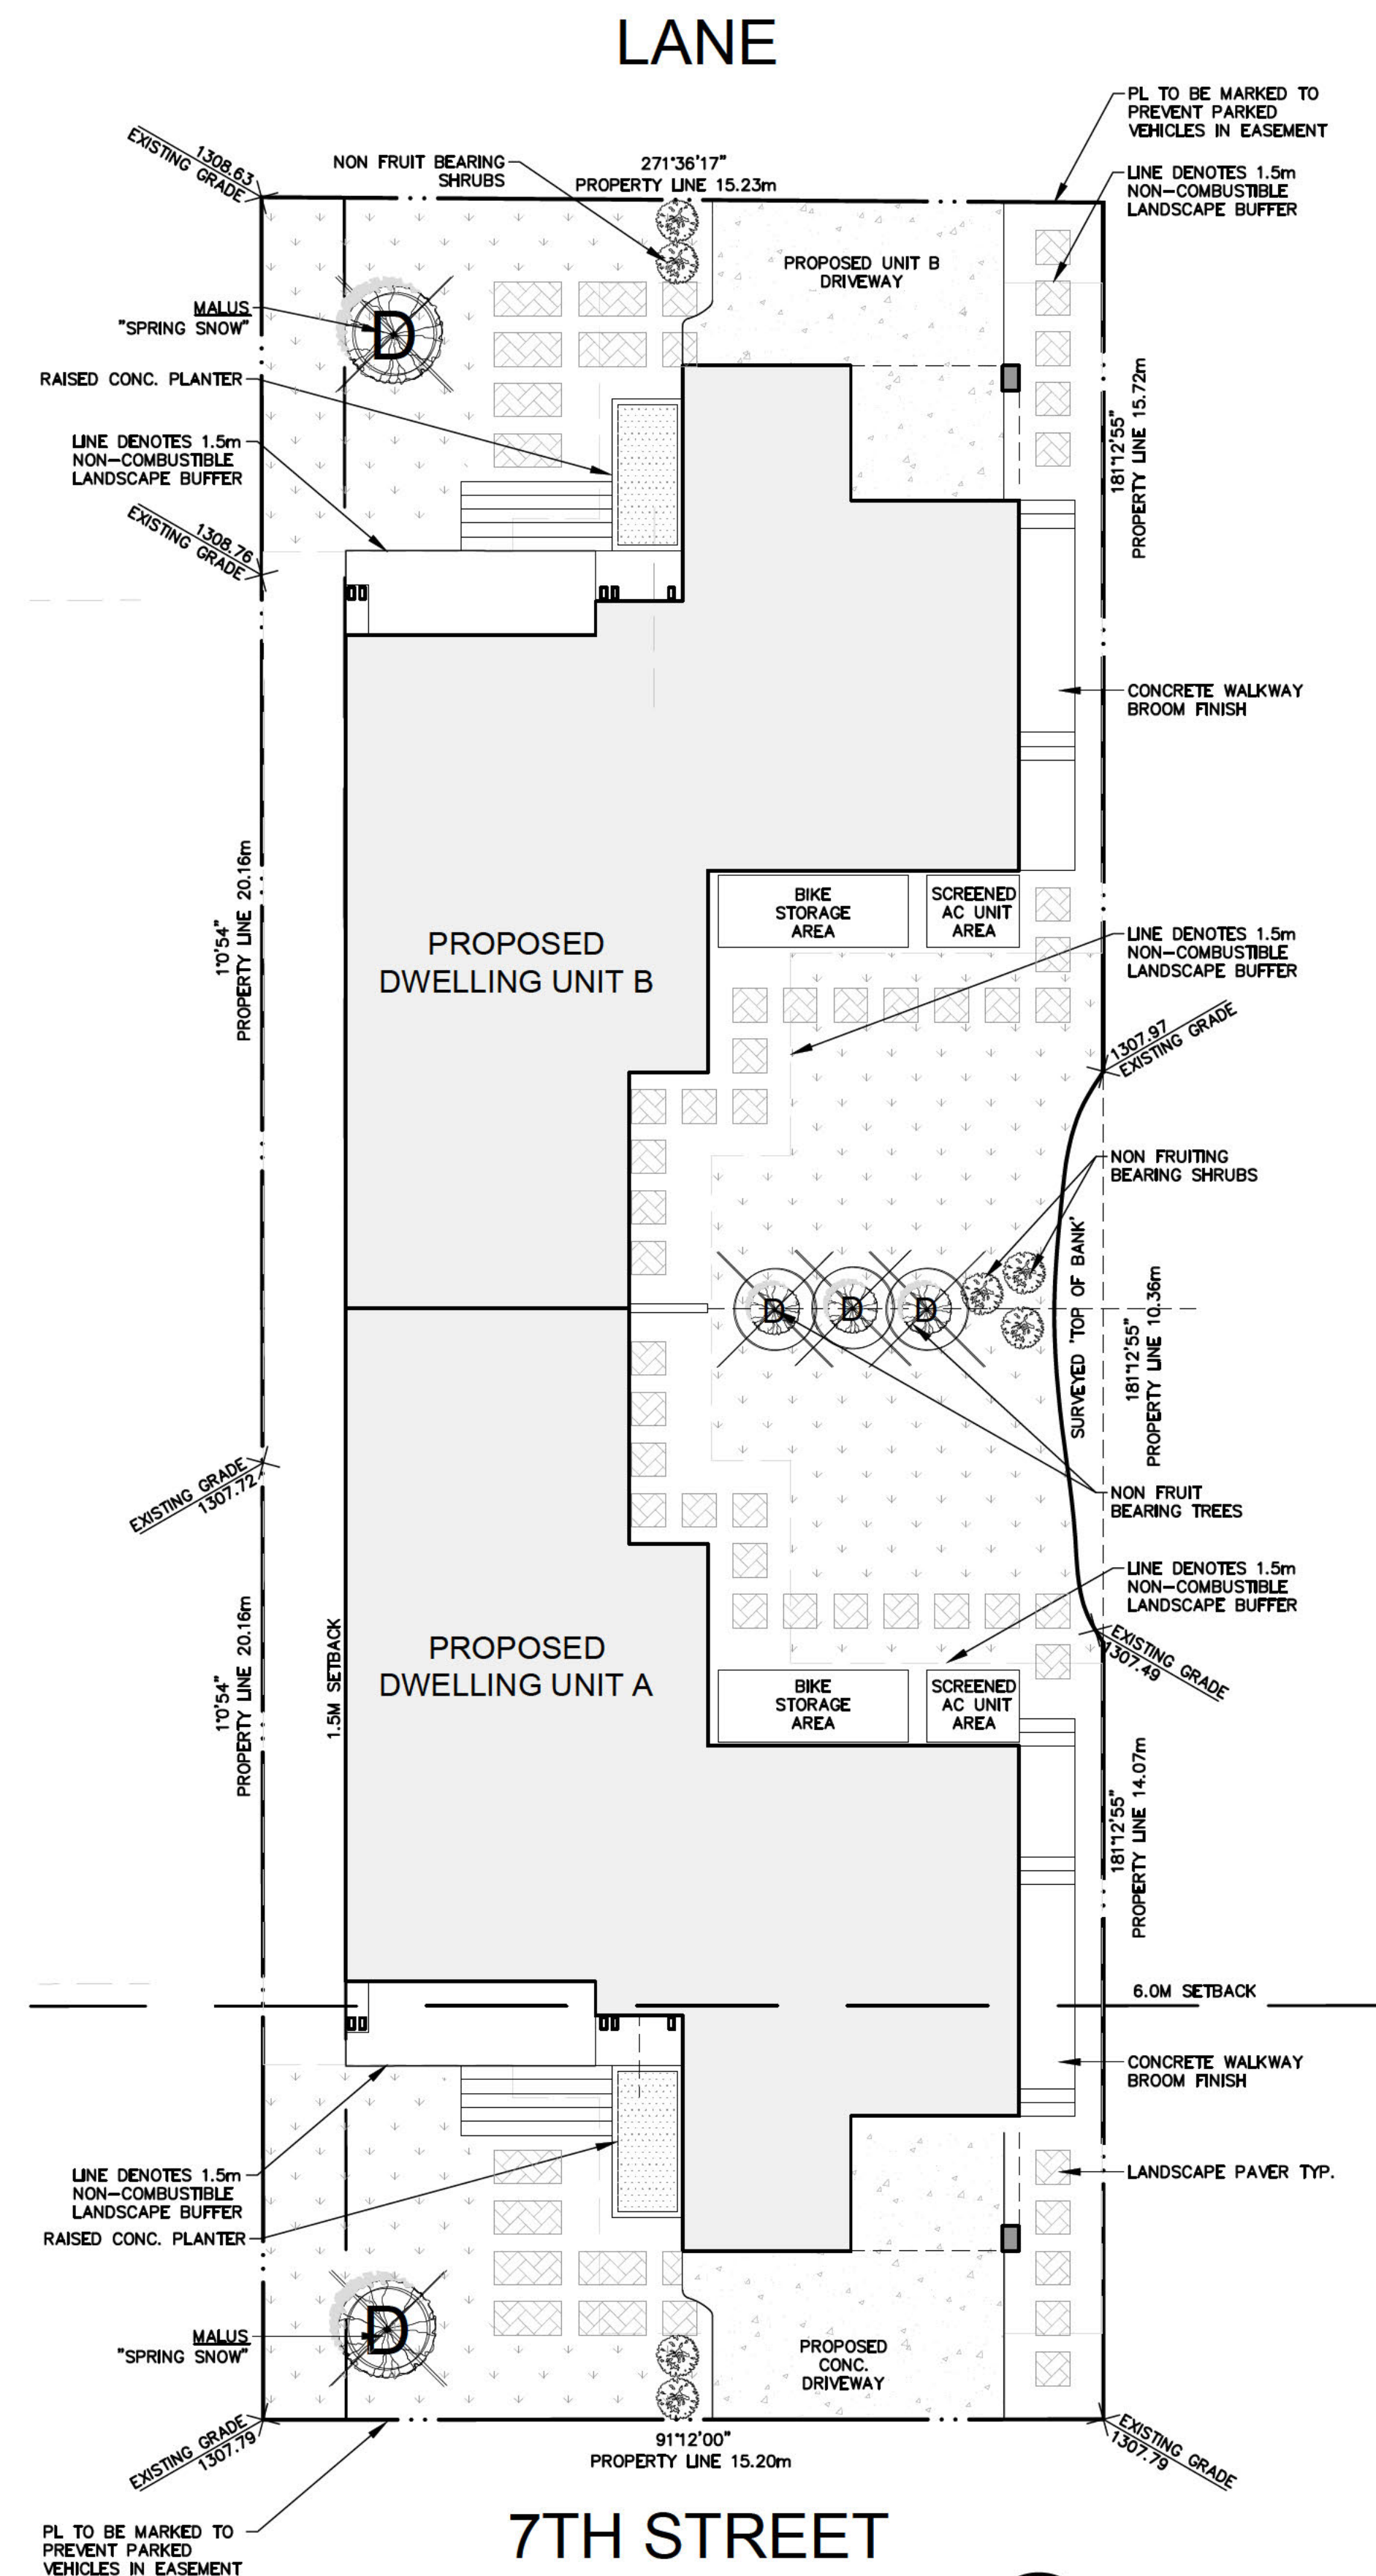 LANE
PL TO BE MARKED TO
PREVENT PARKED
VEHICLES IN EASEMENT
1308.63
EXISTING GRADE
NON FRUIT BEARING
SHRUBS
271°36'17"
PROPERTY LINE 15.23m
LINE DENOTES 1.5m
NON-COMBUSTIBLE
LANDSCAPE BUFFER
PROPOSED UNIT B
DRIVEWAY
MALUS
"SPRING SNOW"
D
RAISED CONC. PLANTER
LINE DENOTES 1.5m
NON-COMBUSTIBLE
LANDSCAPE BUFFER
181°12'55"
PROPERTY LINE 15.72m
1308.76
EXISTING GRADE
CONCRETE WALKWAY
BROOM FINISH
1°0'54"
PROPERTY LINE 20.16m
PROPOSED
DWELLING UNIT B
BIKE
STORAGE
AREA
SCREENED
AC UNIT
AREA
LINE DENOTES 1.5m
NON-COMBUSTIBLE
LANDSCAPE BUFFER
1307.97
EXISTING GRADE
NON FRUITING
BEARING SHRUBS
SURVEYED 'TOP OF BANK'
D
D
D
181°12'55"
PROPERTY LINE 10.36m
EXISTING GRADE
1307.72
NON FRUIT
BEARING TREES
LINE DENOTES 1.5m
NON-COMBUSTIBLE
LANDSCAPE BUFFER
EXISTING GRADE
1307.49
1°0'54"
PROPERTY LINE 20.16m
1.5M SETBACK
PROPOSED
DWELLING UNIT A
BIKE
STORAGE
AREA
SCREENED
AC UNIT
AREA
181°12'55"
PROPERTY LINE 14.07m
6.0M SETBACK
CONCRETE WALKWAY
BROOM FINISH
LINE DENOTES 1.5m
NON-COMBUSTIBLE
LANDSCAPE BUFFER
RAISED CONC. PLANTER
LANDSCAPE PAVER TYP.
MALUS
"SPRING SNOW"
D
PROPOSED
CONC.
DRIVEWAY
EXISTING GRADE
1307.79
91°12'00"
PROPERTY LINE 15.20m
EXISTING GRADE
1307.79
PL TO BE MARKED TO
PREVENT PARKED
VEHICLES IN EASEMENT
7TH STREET